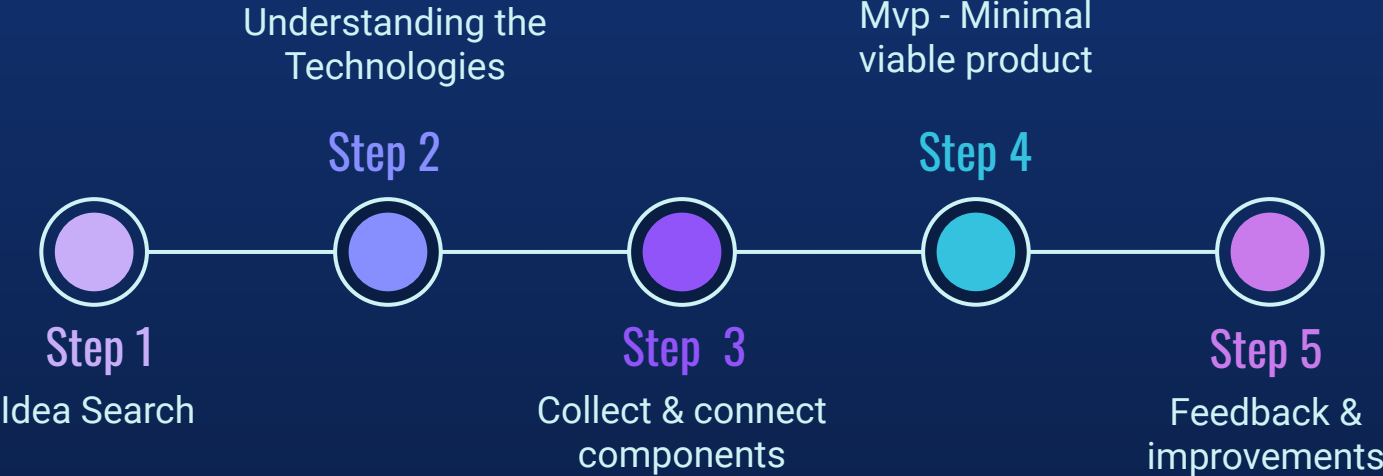 Understanding the
Technologies
Mvp - Minimal
viable product
Step 2
Step 4
Step 1
Idea Search
Step 3
Collect & connect
components
Step 5
Feedback &
improvements